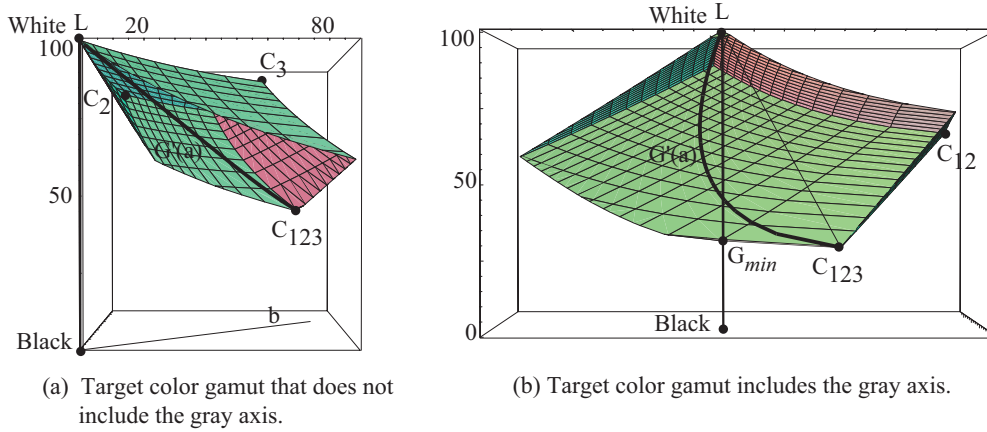 White L
20
80
100
C3
C2
G'(a)
50
C123
b
Black
(a) Target color gamut that does not
include the gray axis.
White L
100
C12
G'(a)
50
Gmin
C123
Black
0
(b) Target color gamut includes the gray axis.